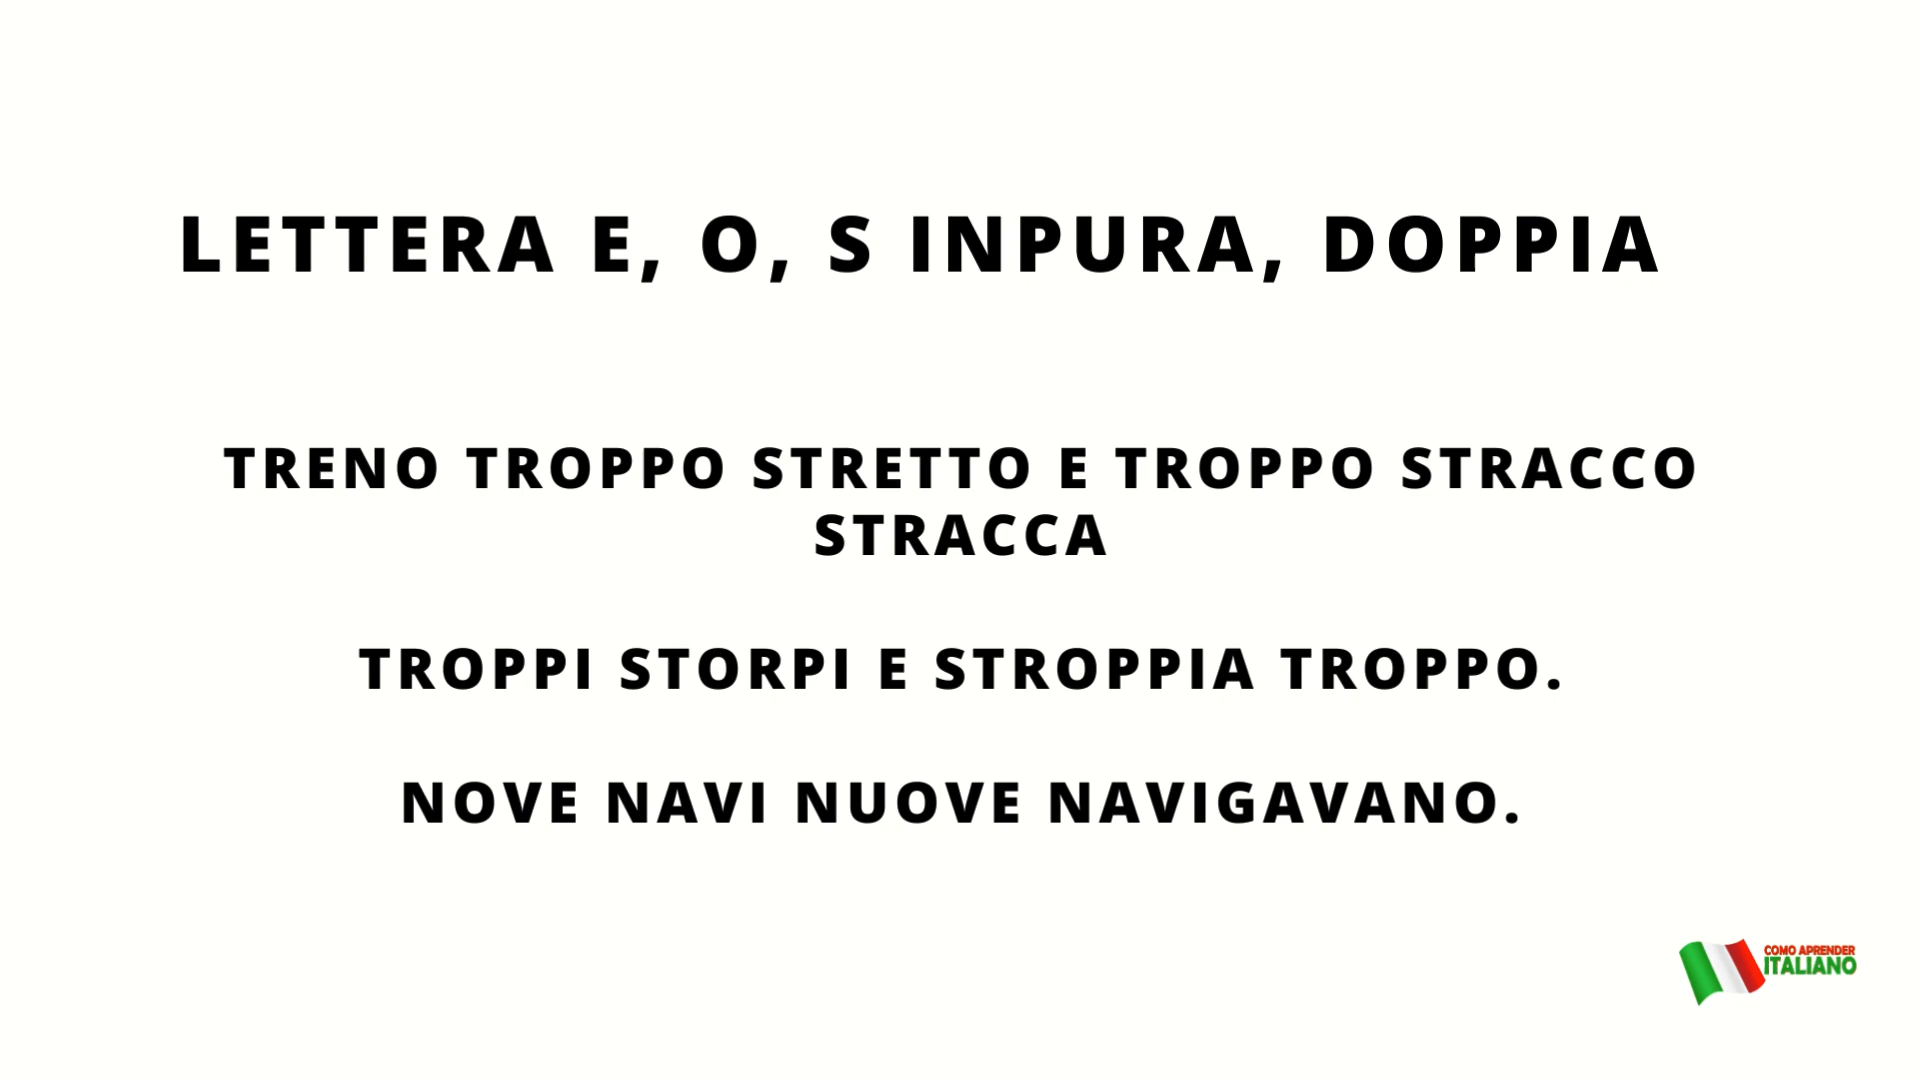 LETTERA E, O, S INPURA, DOPPIA
TRENO TROPPO STRETTO E TROPPO STRACCO
STRACCA
TROPPI STORPI E STROPPIA TROPPO.
NOVE NAVI NUOVE NAVIGAVANO.
COMO APRENDER
ITALIANO